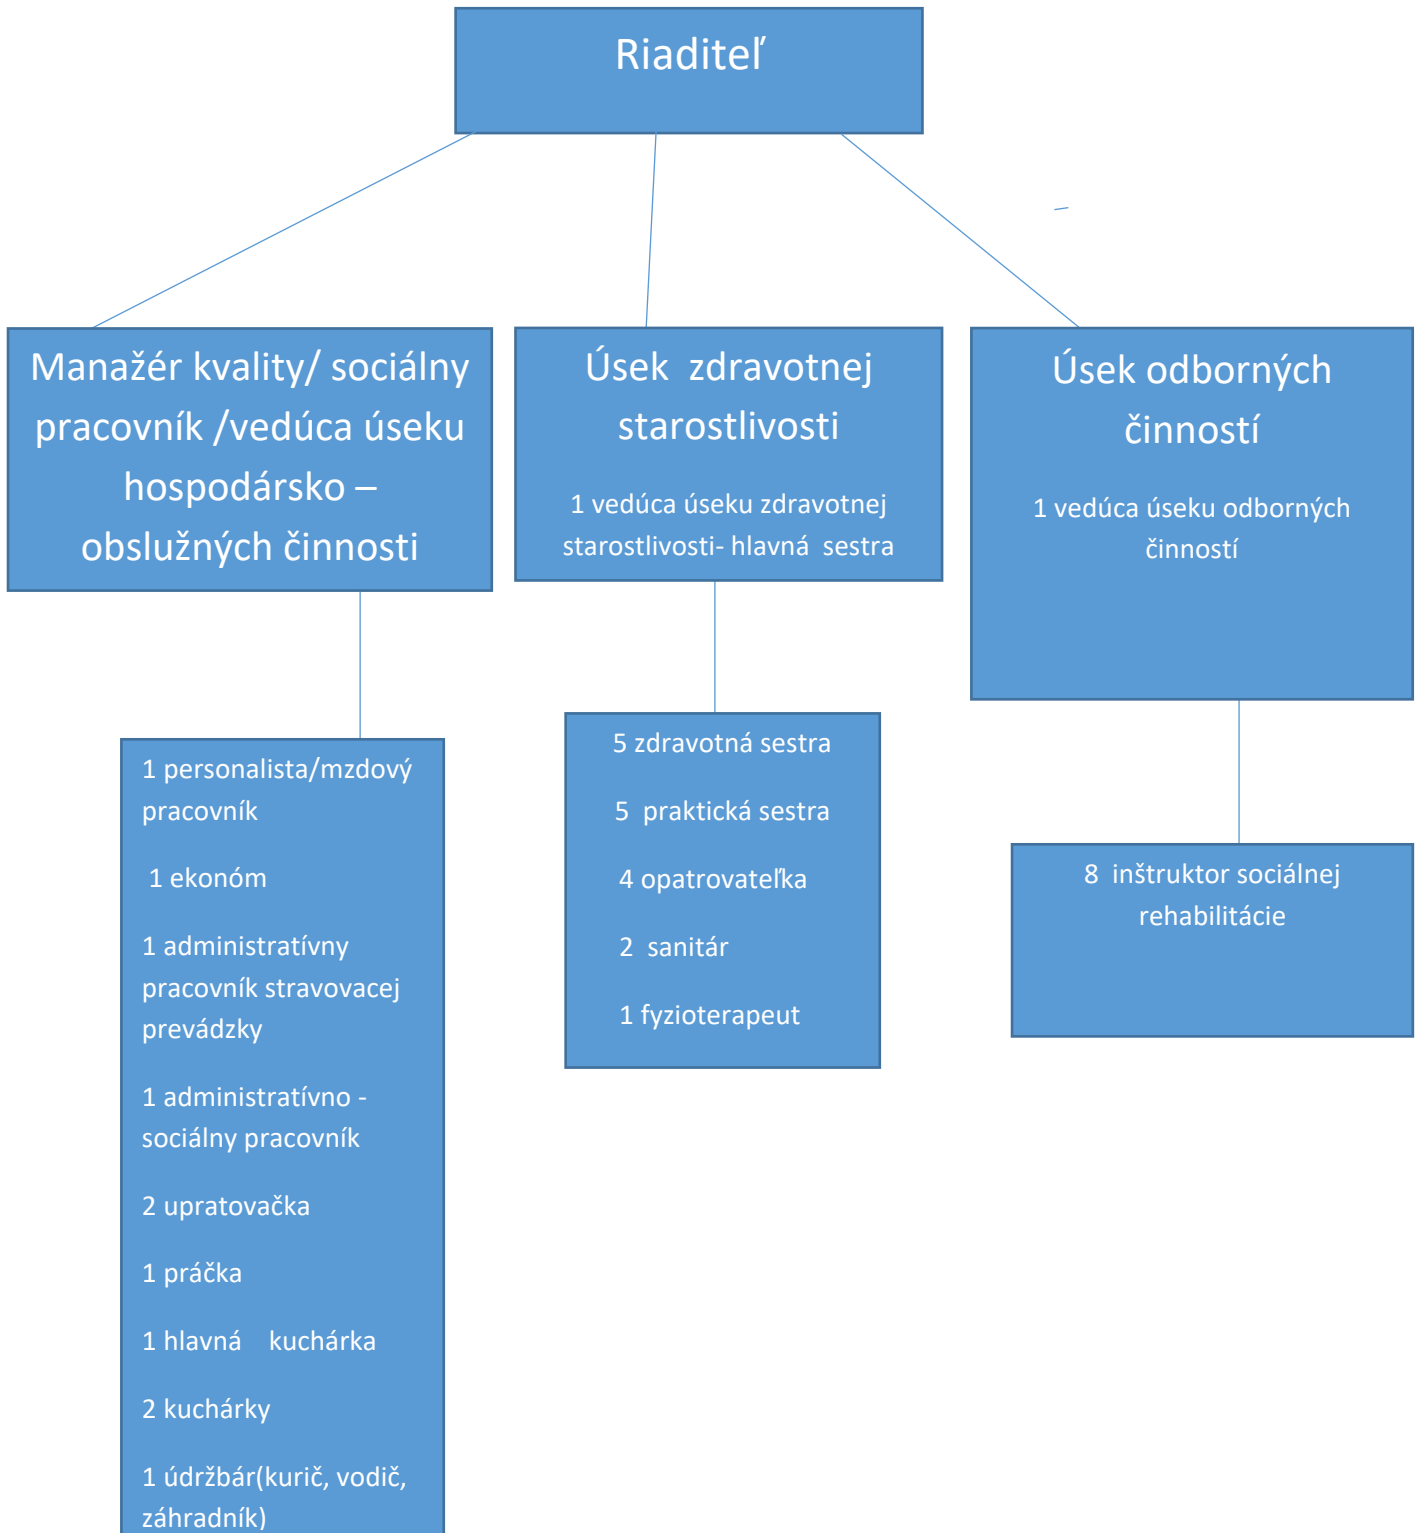 Riaditeľ
Manažér kvality/ sociálny
pracovník /vedúca úseku
hospodársko –
obslužných činnosti
Úsek  zdravotnej
starostlivosti
1 vedúca úseku zdravotnej
starostlivosti- hlavná  sestra
Úsek odborných
činností
1 vedúca úseku odborných
činností
1 personalista/mzdový
pracovník
1 ekonóm
1 administratívny
pracovník stravovacej
prevádzky
1 administratívno -
sociálny pracovník
2 upratovačka
1 práčka
1 hlavná    kuchárka
2 kuchárky
1 údržbár(kurič, vodič,
záhradník)
5 zdravotná sestra
5  praktická sestra
4 opatrovateľka
2  sanitár
1 fyzioterapeut
8  inštruktor sociálnej
rehabilitácie